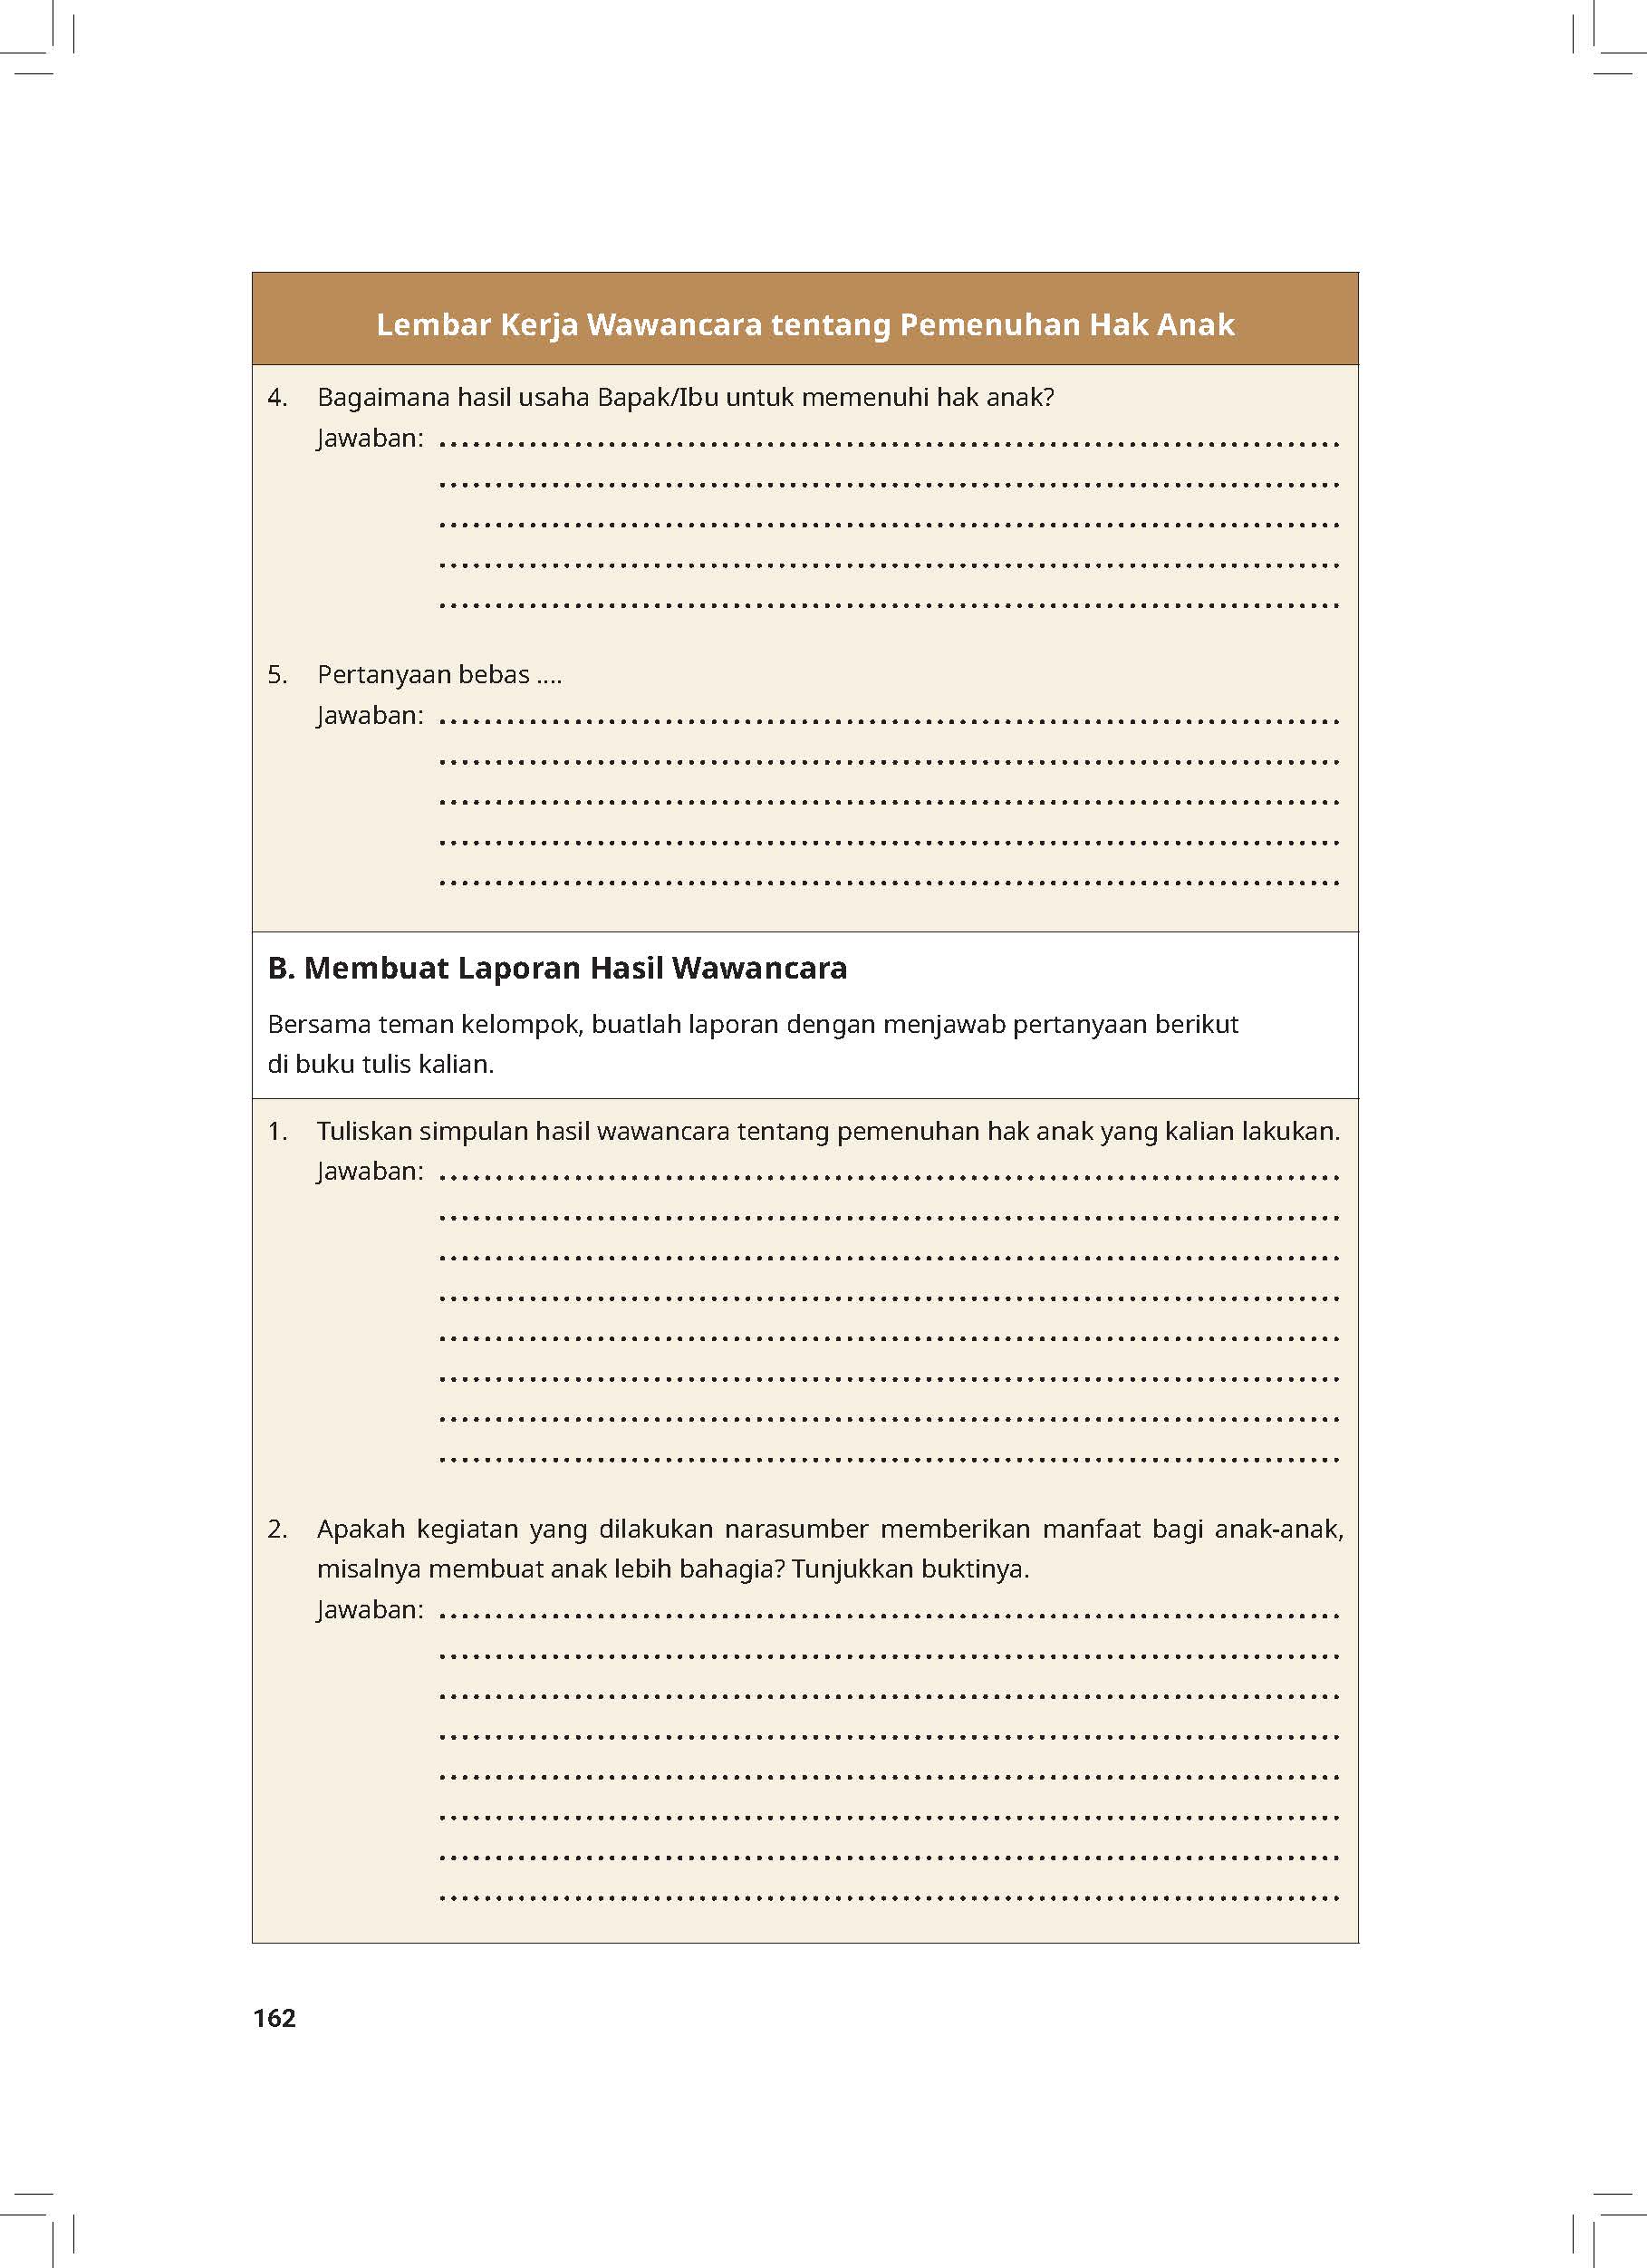 Lembar Kerja Wawancara tentang Pemenuhan Hak Anak
4. Bagaimana hasil usaha Bapak/Ibu untuk memenuhi hak anak?
Jawaban: ................................................................................
................................................................................
................................................................................
................................................................................
................................................................................
5. Pertanyaan bebas ....
Jawaban: ................................................................................
................................................................................
................................................................................
................................................................................
................................................................................
B. Membuat Laporan Hasil Wawancara
Bersama teman kelompok, buatlah laporan dengan menjawab pertanyaan berikut
di buku tulis kalian.
1. Tuliskan simpulan hasil wawancara tentang pemenuhan hak anak yang kalian lakukan.
Jawaban: ................................................................................
................................................................................
................................................................................
................................................................................
................................................................................
................................................................................
................................................................................
................................................................................
2. Apakah kegiatan yang dilakukan narasumber memberikan manfaat bagi anak-anak,
misalnya membuat anak lebih bahagia? Tunjukkan buktinya.
Jawaban: ................................................................................
................................................................................
................................................................................
................................................................................
................................................................................
................................................................................
................................................................................
................................................................................
162